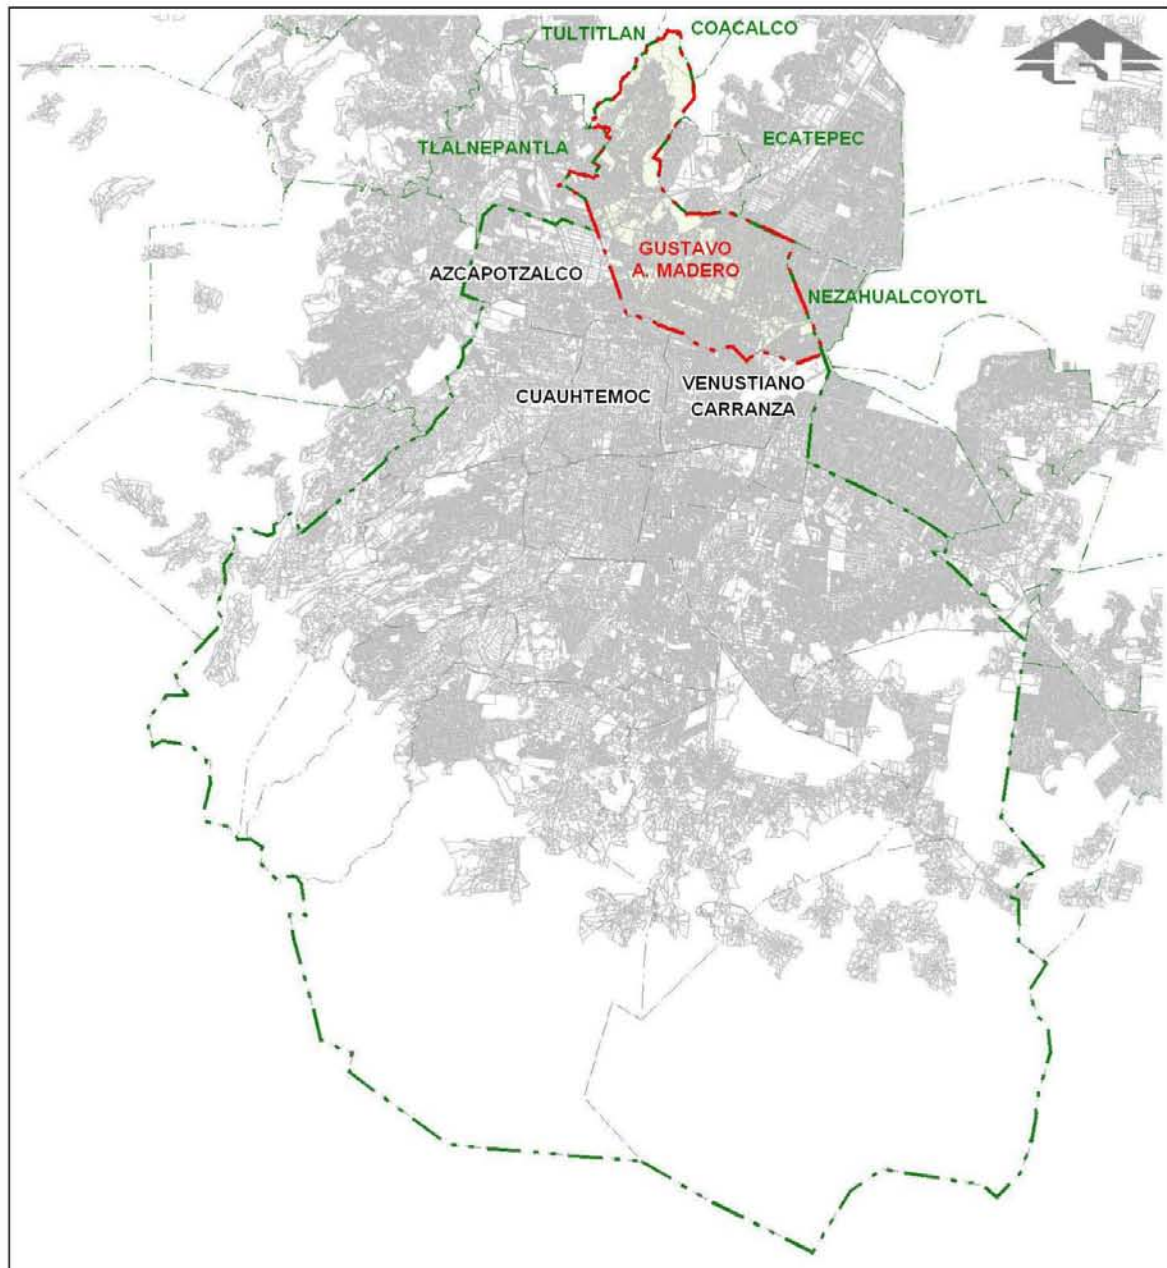 TULTITLAN
COACALCO
N
TLALNEPANTLA
ECATEPEC
GUSTAVO
A. MADERO
AZCAPOTZALCO
NEZAHUALCOYOTL
CUAUHTEMOC
VENUSTIANO
CARRANZA